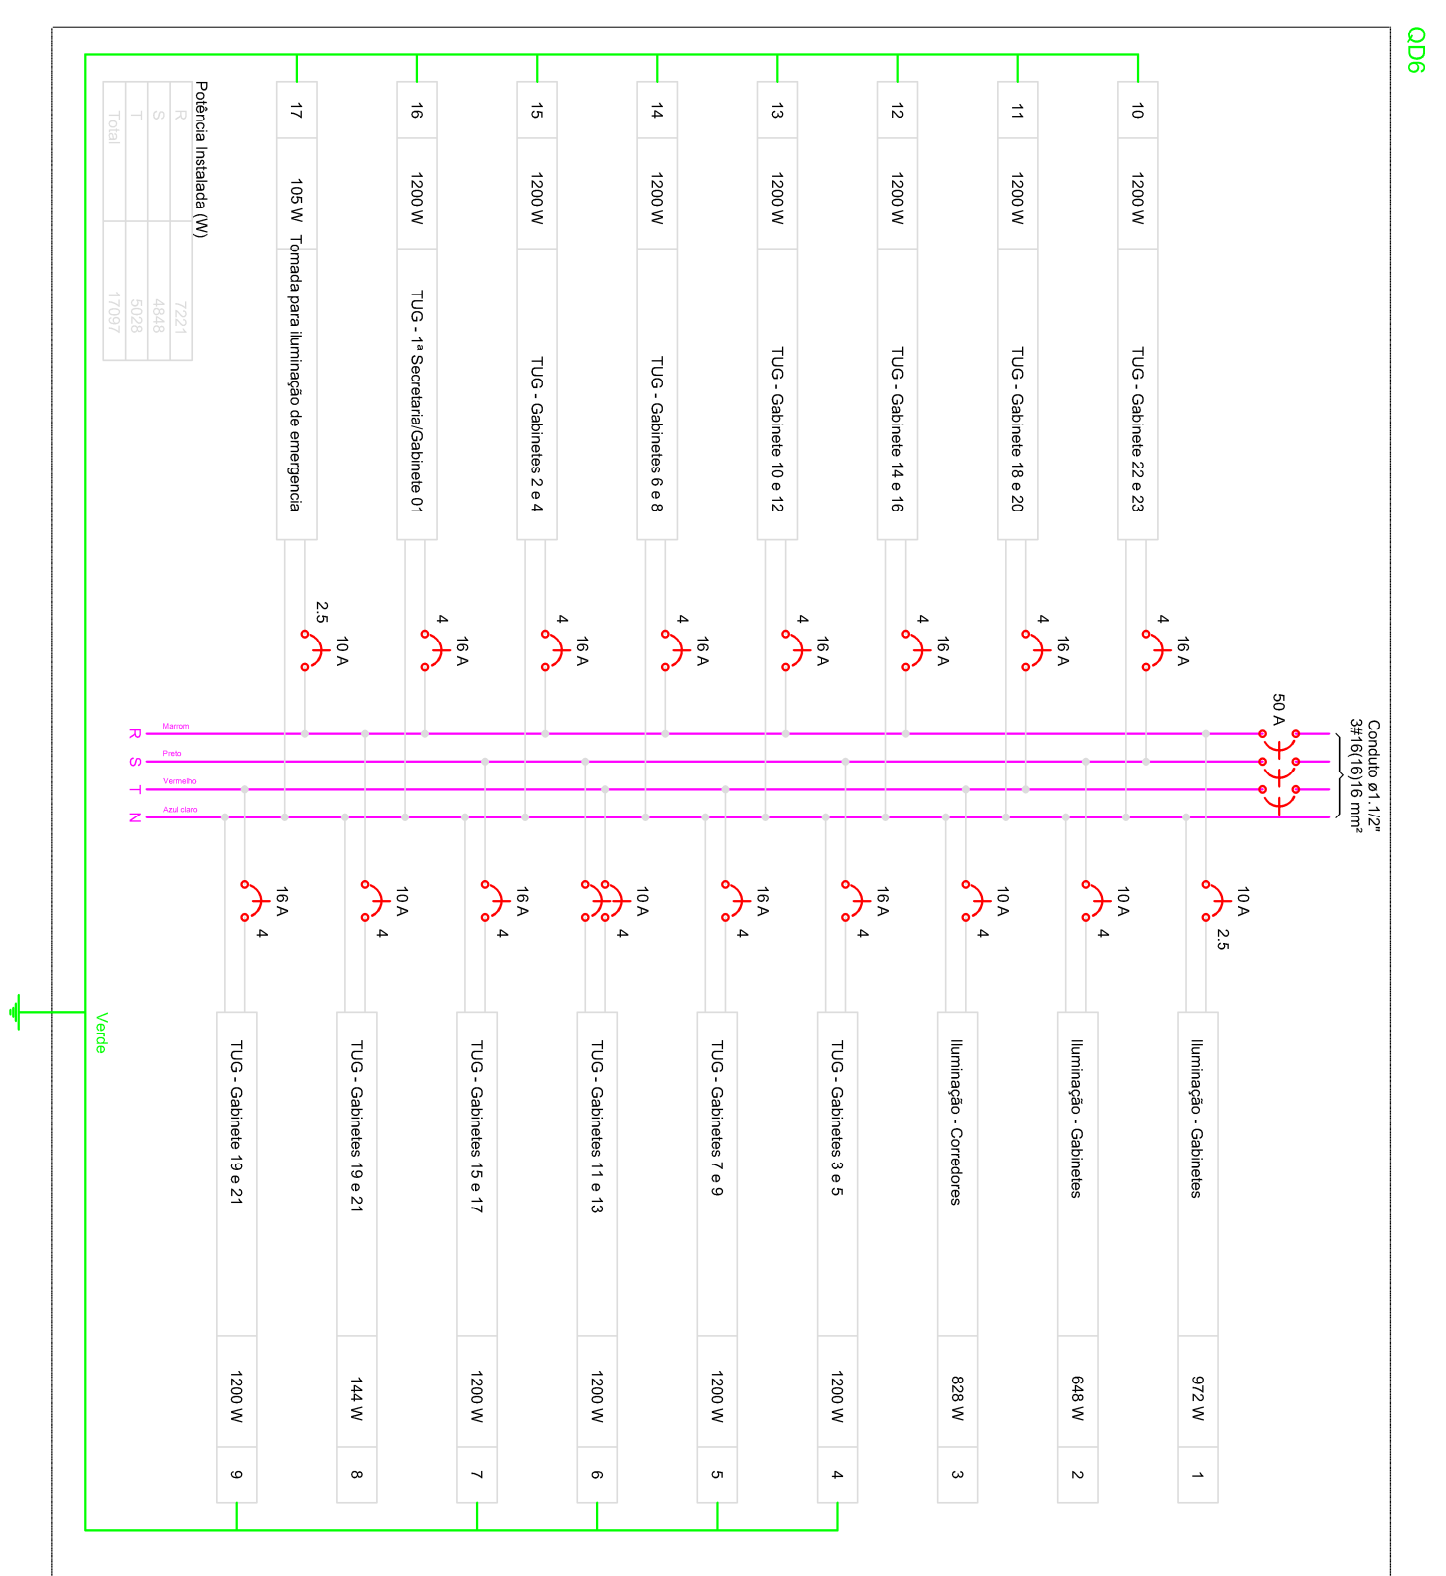 QD6
Conduto ø1.1/2"
3#16(16)16 mm²
50 A
10
1200 W
TUG - Gabinete 22 e 23
4
16 A
11
1200 W
TUG - Gabinete 18 e 20
4
16 A
12
1200 W
TUG - Gabinete 14 e 16
4
16 A
13
1200 W
TUG - Gabinete 10 e 12
4
16 A
14
1200 W
TUG - Gabinetes 6 e 8
4
16 A
15
1200 W
TUG - Gabinetes 2 e 4
4
16 A
16
1200 W
TUG - 1ª Secretaria/Gabinete 01
4
16 A
17
105 W
Tomada para iluminação de emergencia
2.5
10 A
Potência Instalada (W)
R 7221
S 4848
T 5028
Total 17097
R
Marrom
S
Preto
T
Vermelho
N
Azul claro
10 A
2.5
Iluminação - Gabinetes
972 W
1
10 A
4
Iluminação - Gabinetes
648 W
2
10 A
4
Iluminação - Corredores
828 W
3
16 A
4
TUG - Gabinetes 3 e 5
1200 W
4
16 A
4
TUG - Gabinetes 7 e 9
1200 W
5
10 A
4
TUG - Gabinetes 11 e 13
1200 W
6
16 A
4
TUG - Gabinetes 15 e 17
1200 W
7
10 A
4
TUG - Gabinetes 19 e 21
144 W
8
16 A
4
TUG - Gabinete 19 e 21
1200 W
9
Verde